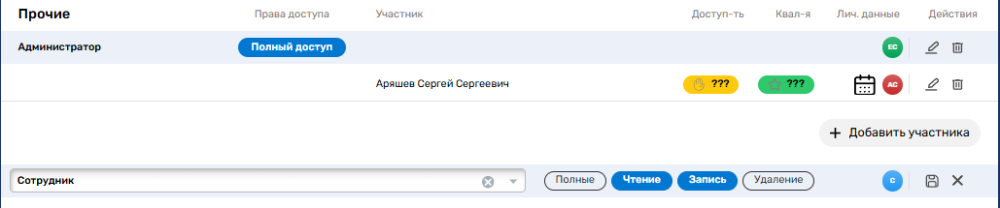 Прочие Права доступа Участник Доступ-ть Квал-я Лич. данные Действия
Администратор Полный доступ ЕС
Аряшев Сергей Сергеевич ??? ??? АС
+ Добавить участника
Сотрудник Полные Чтение Запись Удаление С